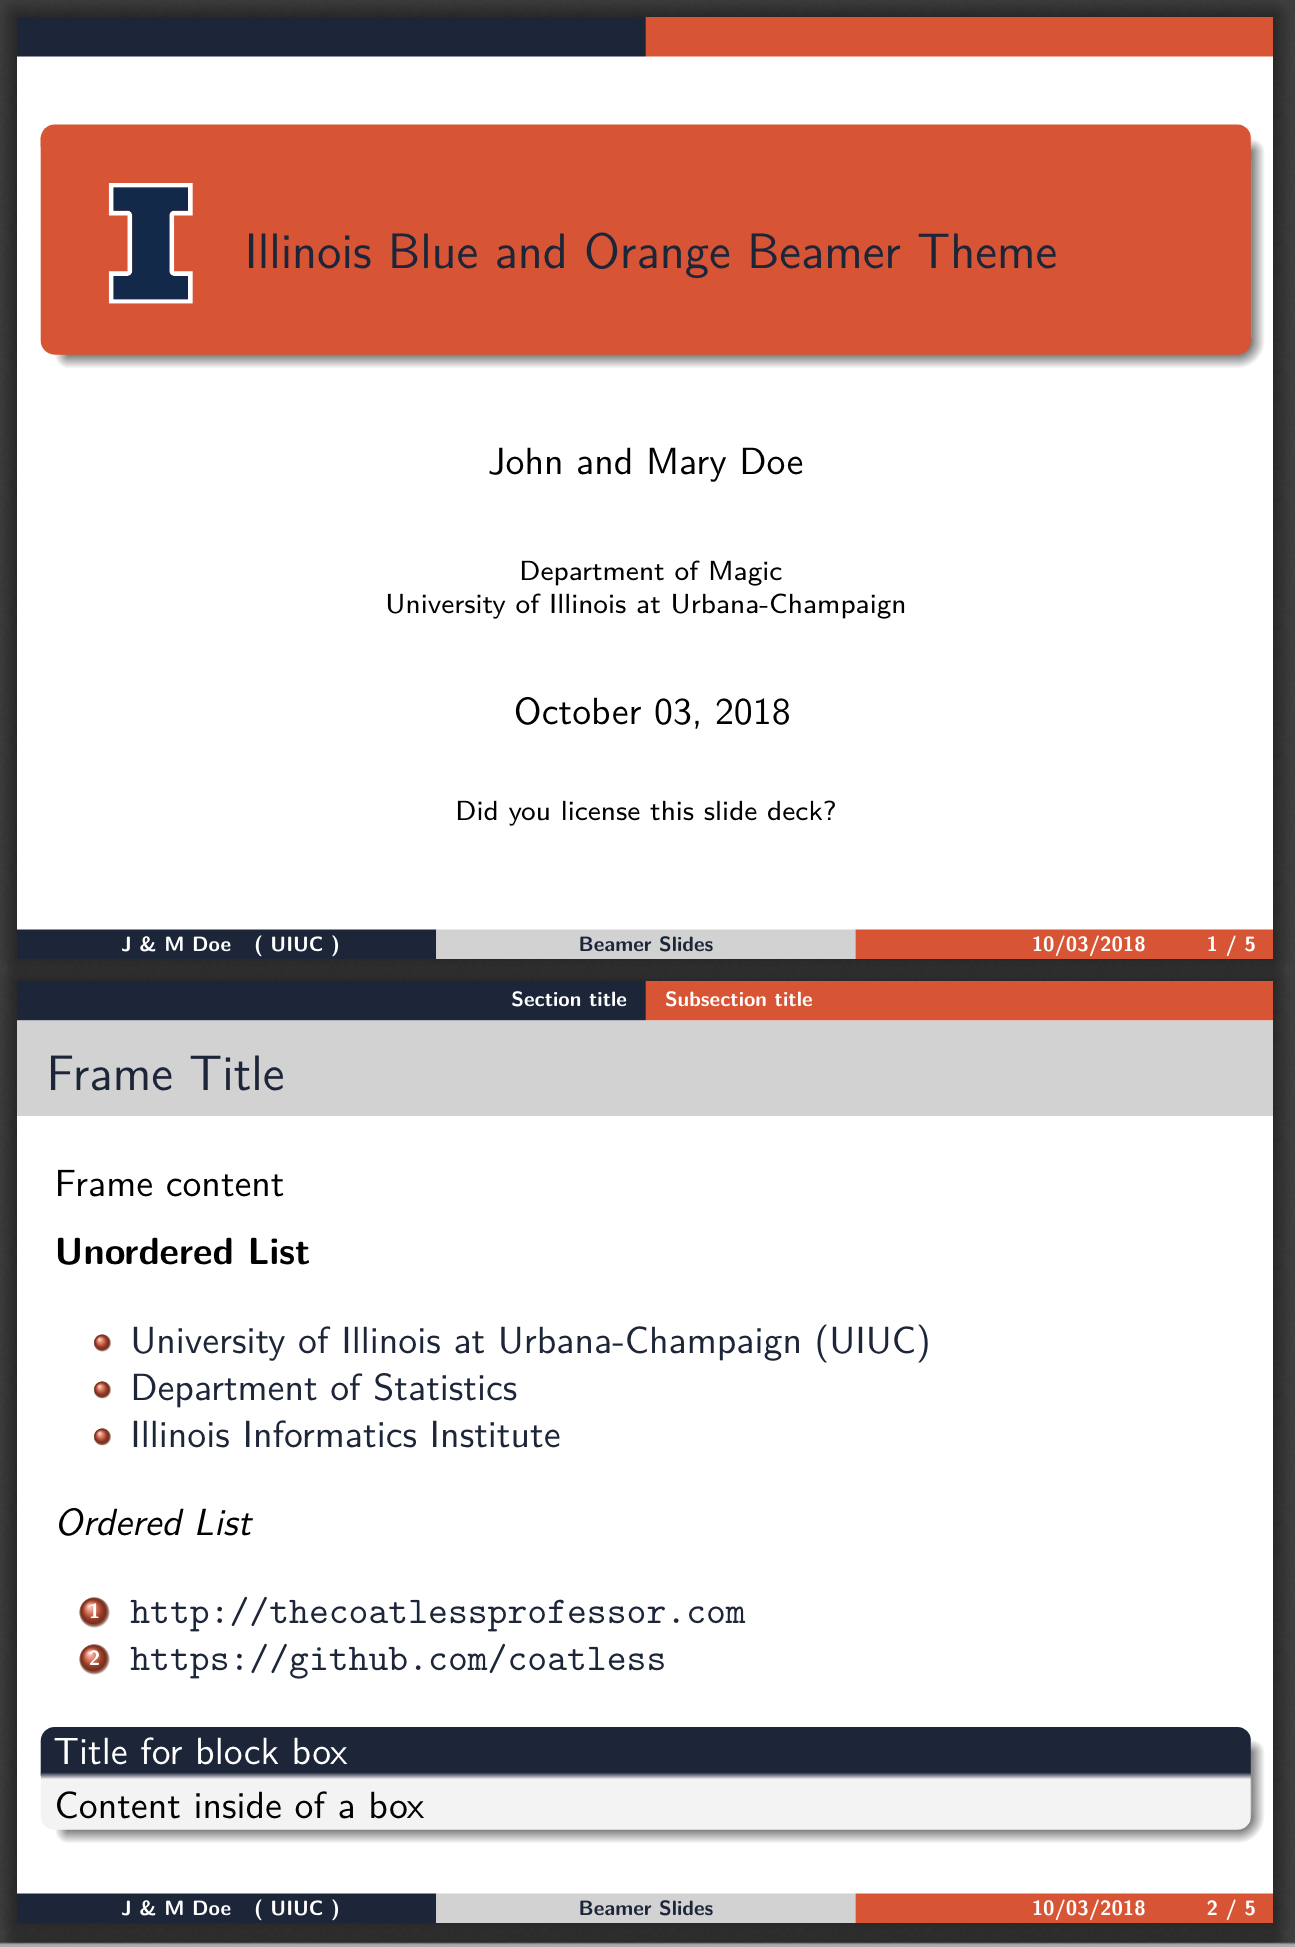 I
Illinois Blue and Orange Beamer Theme
John and Mary Doe
Department of Magic
University of Illinois at Urbana-Champaign
October 03, 2018
Did you license this slide deck?
J & M Doe ( UIUC ) Beamer Slides 10/03/2018 1 / 5
Section title Subsection title
Frame Title
Frame content
Unordered List
University of Illinois at Urbana-Champaign (UIUC)
Department of Statistics
Illinois Informatics Institute
Ordered List
1 http://thecoatlessprofessor.com
2 https://github.com/coatless
Title for block box
Content inside of a box
J & M Doe ( UIUC ) Beamer Slides 10/03/2018 2 / 5